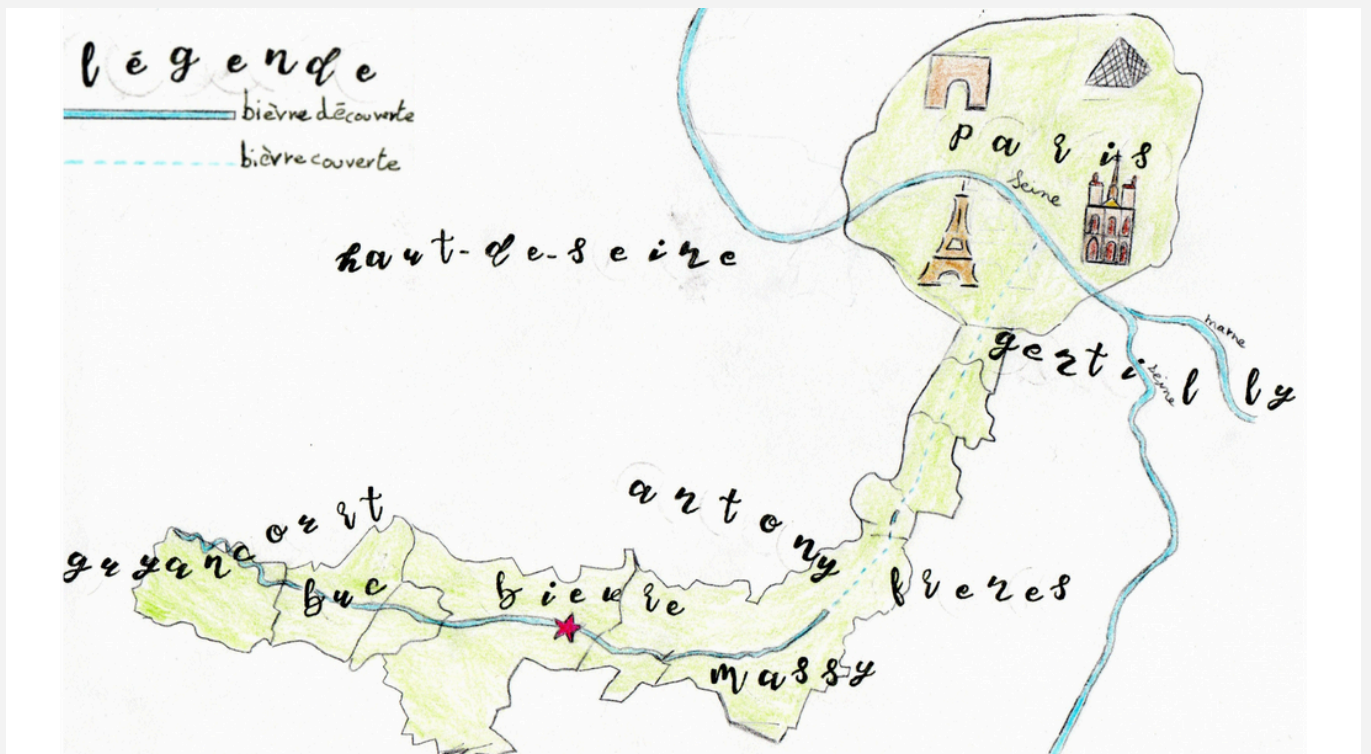 légende
bièvre découverte
bièvre couverte
paris
Seine
haut-de-seine
marne
gentilly
seine
antony
guyancourt
buc
bievre
fresnes
massy